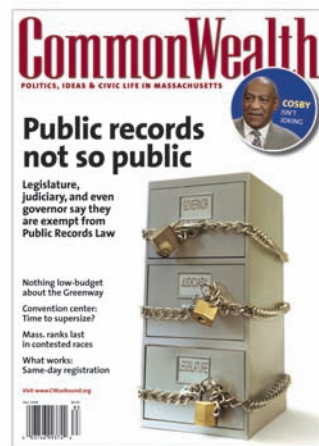 CommonWealth
POLITICS, IDEAS & CIVIC LIFE IN MASSACHUSETTS
COSBY
ISN'T
JOKING
Public records
not so public
Legislature,
judiciary, and even
governor say they
are exempt from
Public Records Law
GOVERNOR
JUDICIARY
LEGISLATURE
Nothing low-budget
about the Greenway
Convention center:
Time to supersize?
Mass. ranks last
in contested races
What works:
Same-day registration
Visit www.CWunbound.org